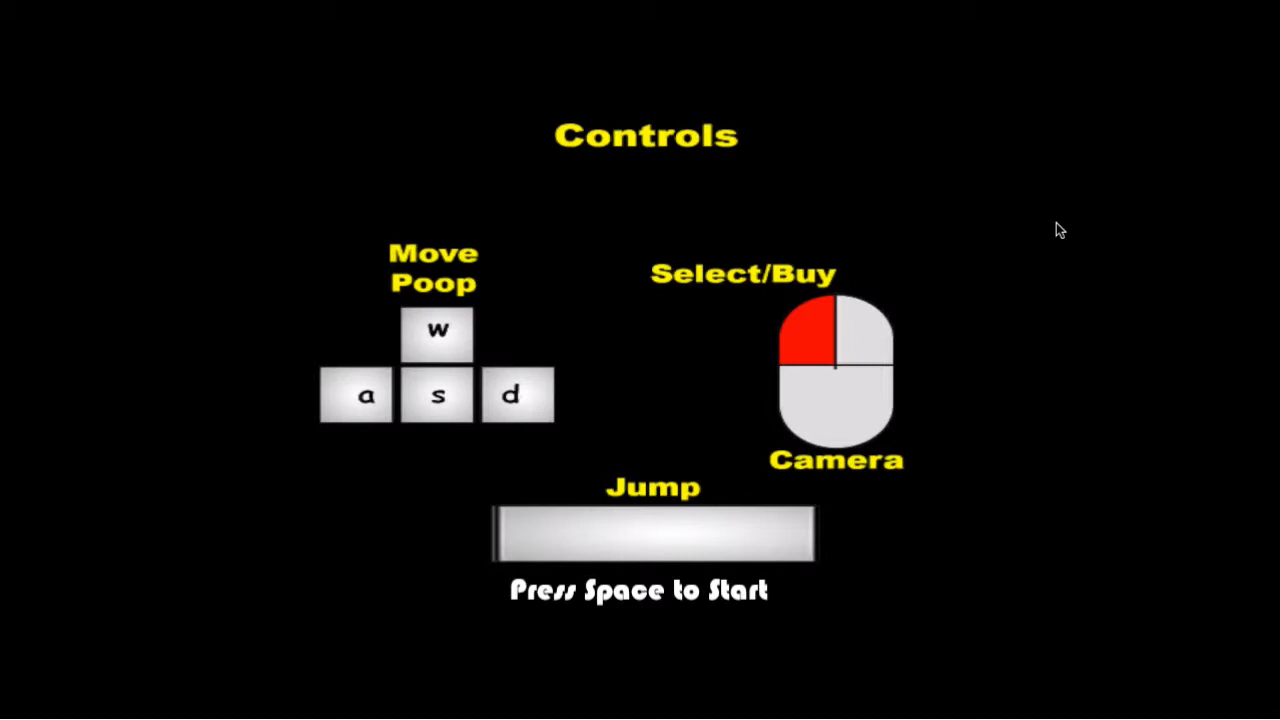 Controls
Move
Poop
w
a s d
Select/Buy
Camera
Jump
Press Space to Start